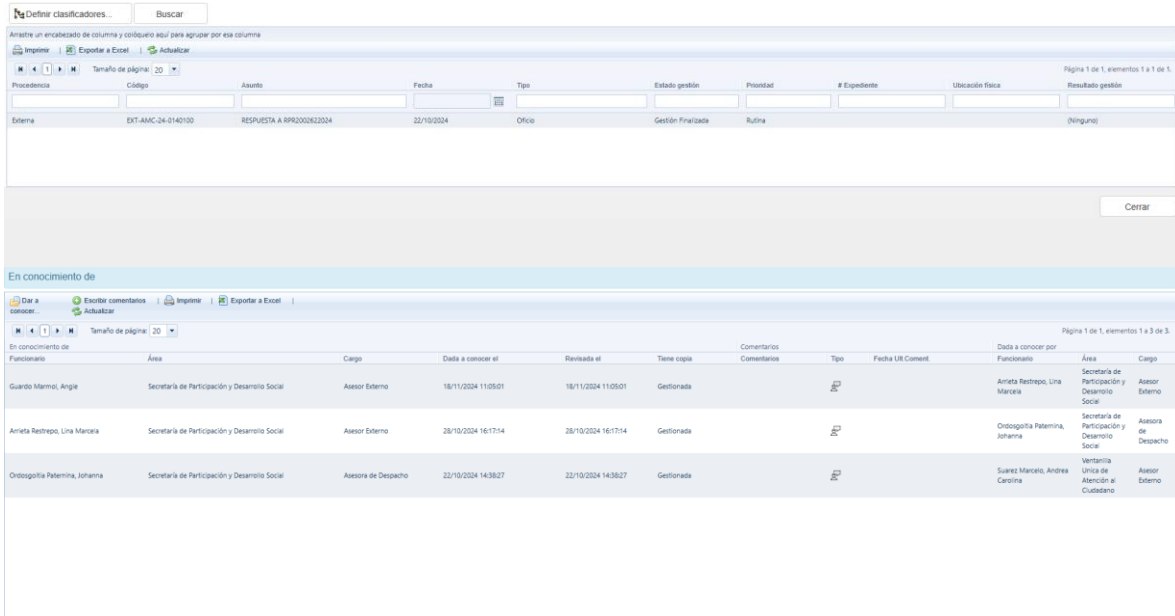 Definir clasificadores... Buscar
Arrastre un encabezado de columna y colóquelo aquí para agrupar por esa columna
Imprimir | Exportar a Excel | Actualizar
1 Tamaño de página: 20 Página 1 de 1, elementos 1 a 1 de 1.
Procedencia Código Asunto Fecha Tipo Estado gestión Prioridad # Expediente Ubicación física Resultado gestión
Externa EXT-AMC-24-0140100 RESPUESTA A RPR2002622024 22/10/2024 Oficio Gestión Finalizada Rutina (Ninguno)
Cerrar
En conocimiento de
Dar a conocer... Escribir comentarios | Imprimir | Exportar a Excel |
Actualizar
1 Tamaño de página: 20 Página 1 de 1, elementos 1 a 3 de 3.
En conocimiento de Comentarios Dada a conocer por
Funcionario Área Cargo Dada a conocer el Revisada el Tiene copia Comentarios Tipo Fecha Ult Coment Funcionario Área Cargo
Guardo Marmol, Angie Secretaría de Participación y Desarrollo Social Asesor Externo 18/11/2024 11:05:01 18/11/2024 11:05:01 Gestionada Arrieta Restrepo, Lina Marcela Secretaría de Participación y Desarrollo Social Asesor Externo
Arrieta Restrepo, Lina Marcela Secretaría de Participación y Desarrollo Social Asesor Externo 28/10/2024 16:17:14 28/10/2024 16:17:14 Gestionada Ordosgoitia Paternina, Johanna Secretaría de Participación y Desarrollo Social Asesora de Despacho
Ordosgoitia Paternina, Johanna Secretaría de Participación y Desarrollo Social Asesora de Despacho 22/10/2024 14:38:27 22/10/2024 14:38:27 Gestionada Suarez Marcelo, Andrea Carolina Ventanilla Unica de Atención al Ciudadano Asesor Externo